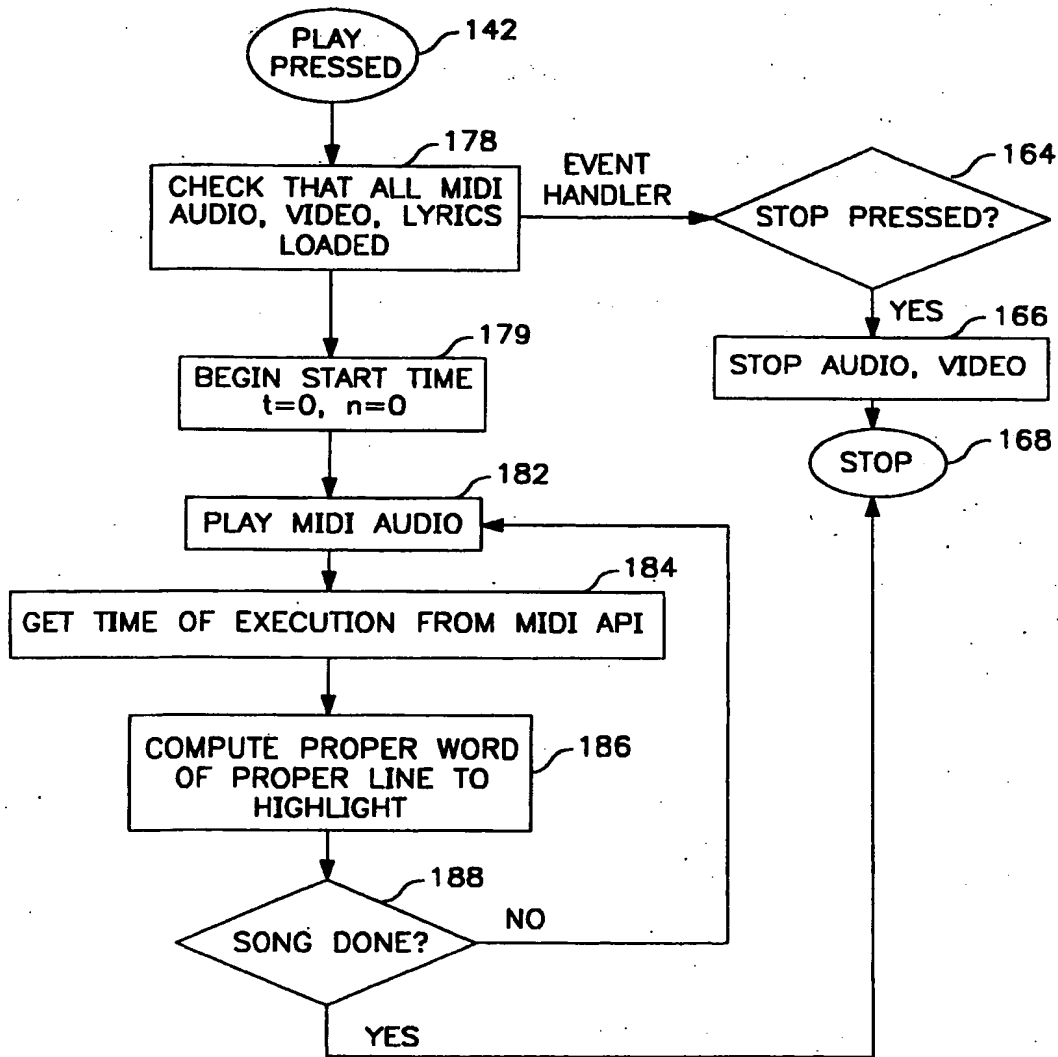 PLAY
PRESSED
142
178
CHECK THAT ALL MIDI
AUDIO, VIDEO, LYRICS
LOADED
EVENT
HANDLER
164
STOP PRESSED?
YES
166
STOP AUDIO, VIDEO
168
STOP
179
BEGIN START TIME
t=0, n=0
182
PLAY MIDI AUDIO
184
GET TIME OF EXECUTION FROM MIDI API
186
COMPUTE PROPER WORD
OF PROPER LINE TO
HIGHLIGHT
188
SONG DONE?
NO
YES